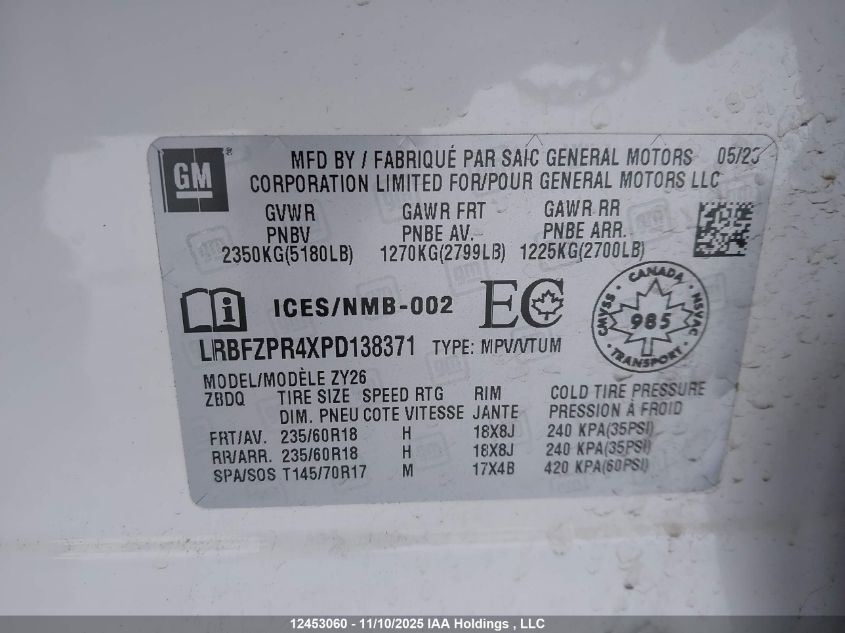 GM ® MFD BY / FABRIQUÉ PAR SAIC GENERAL MOTORS 05/23
CORPORATION LIMITED FOR/POUR GENERAL MOTORS LLC
GVWR GAWR FRT GAWR RR
PNBV PNBE AV. PNBE ARR.
2350KG(5180LB) 1270KG(2799LB) 1225KG(2700LB)
i ICES/NMB-002 EC CANADA CMVSS 985 NSVAC TRANSPORT
LRBFZPR4XPD138371 TYPE: MPV/VTUM
MODEL/MODÈLE ZY26
ZBDQ TIRE SIZE SPEED RTG RIM COLD TIRE PRESSURE
DIM. PNEU COTE VITESSE JANTE PRESSION À FROID
FRT/AV. 235/60R18 H 18X8J 240 KPA(35PSI)
RR/ARR. 235/60R18 H 18X8J 240 KPA(35PSI)
SPA/SOS T145/70R17 M 17X4B 420 KPA(60PSI)
12453060 - 11/10/2025 IAA Holdings , LLC